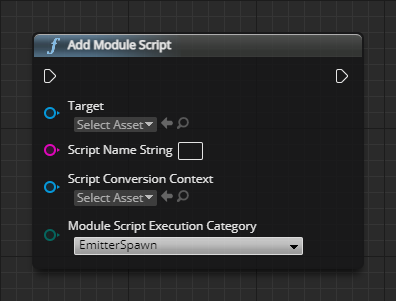 Add Module Script
Target
Select Asset
Script Name String
Script Conversion Context
Select Asset
Module Script Execution Category
EmitterSpawn